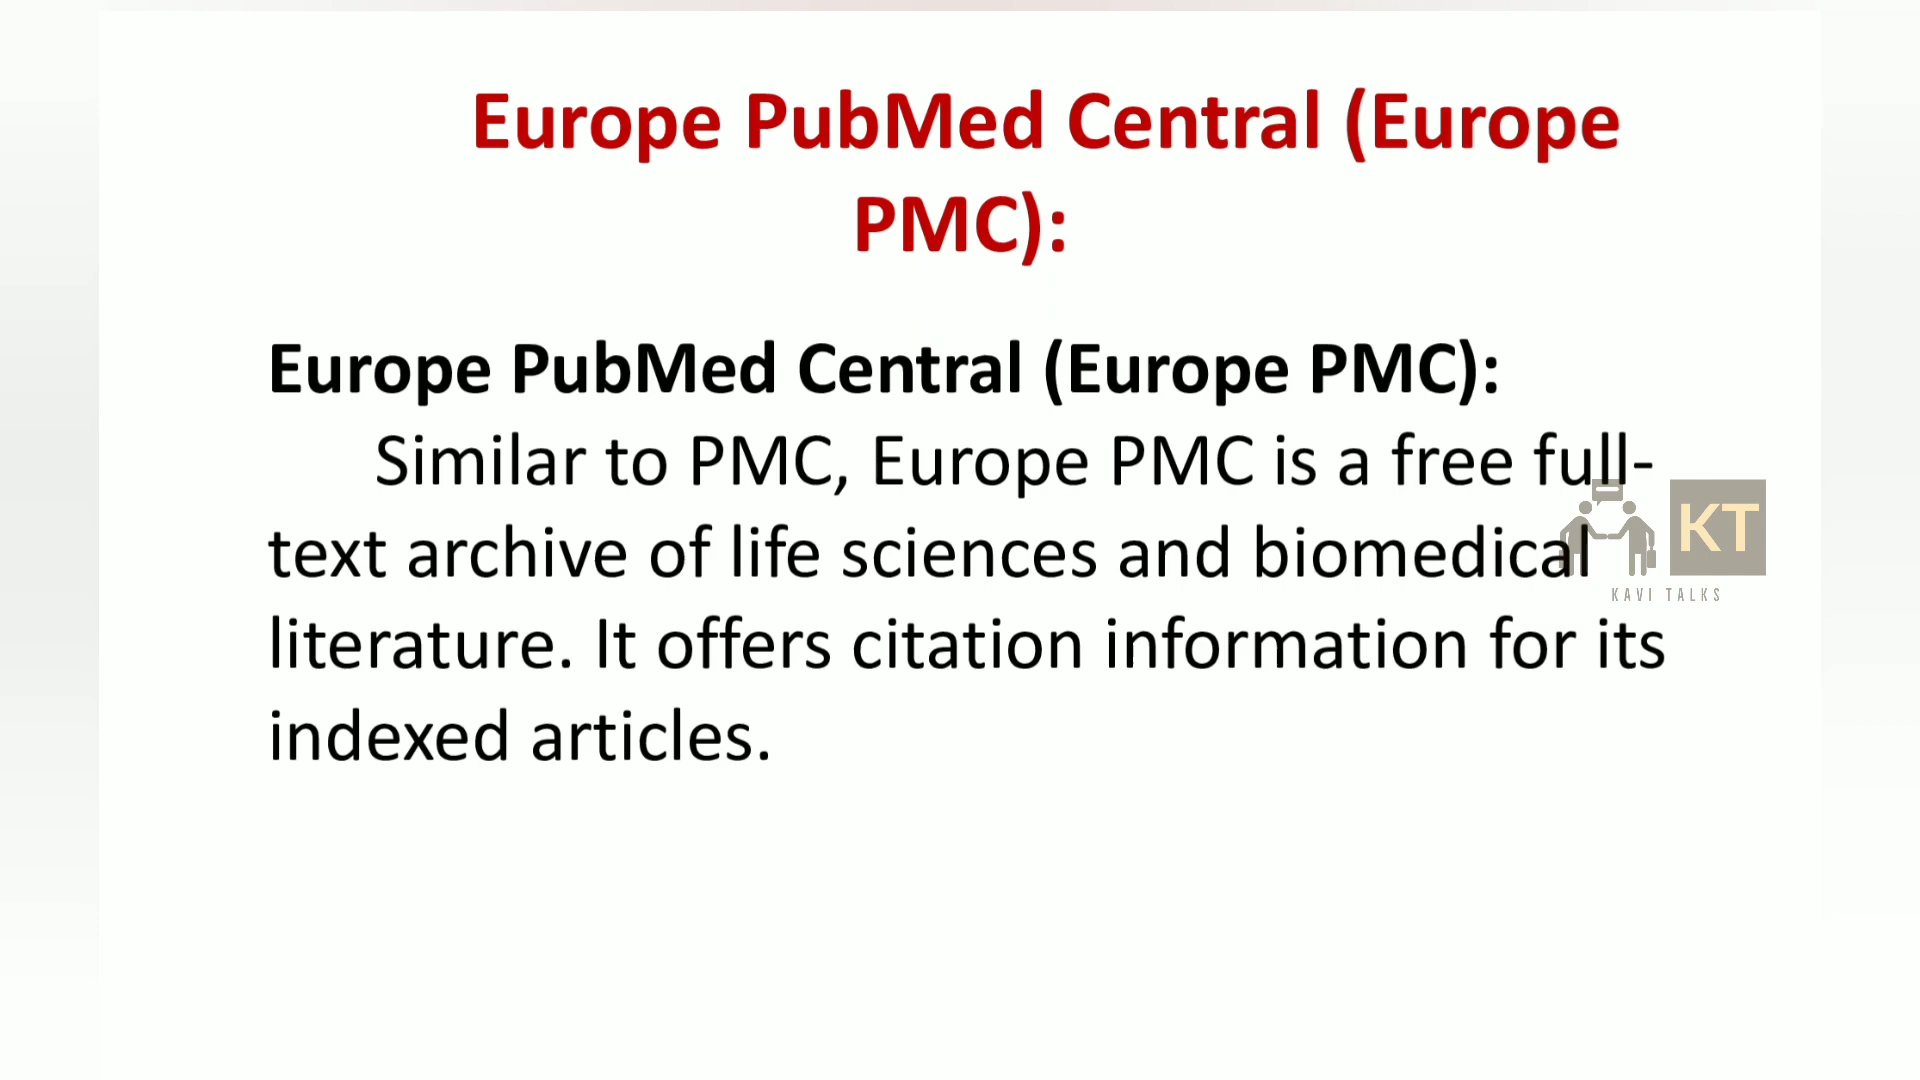 Europe PubMed Central (Europe
PMC):
Europe PubMed Central (Europe PMC):
Similar to PMC, Europe PMC is a free full-
text archive of life sciences and biomedical
literature. It offers citation information for its
indexed articles.
KT
KAVI TALKS